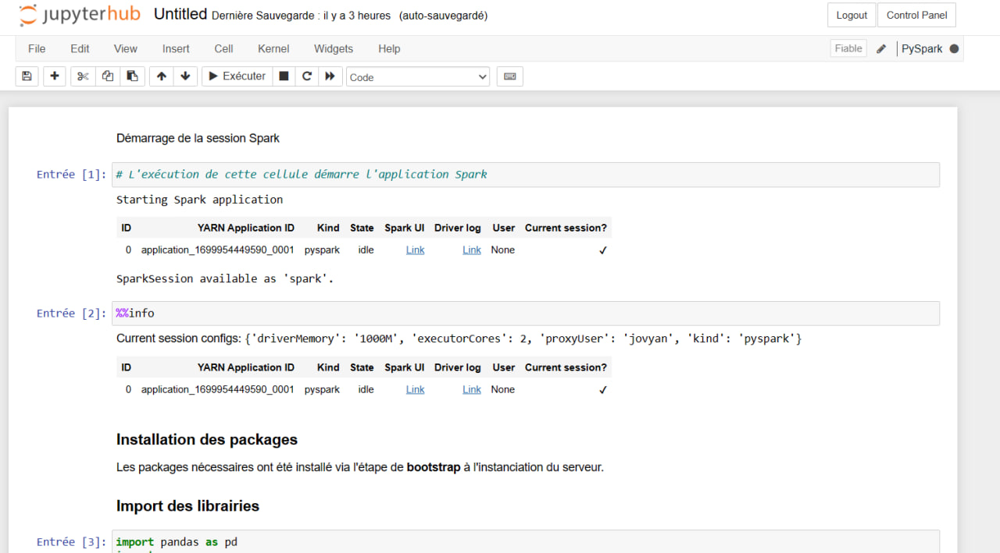 jupyterhub Untitled Dernière Sauvegarde : il y a 3 heures (auto-sauvegardé) Logout Control Panel
File Edit View Insert Cell Kernel Widgets Help Fiable PySpark
Exécuter Code
Démarrage de la session Spark
Entrée [1]: # L'exécution de cette cellule démarre l'application Spark
Starting Spark application
ID YARN Application ID Kind State Spark UI Driver log User Current session?
0 application_1699954449590_0001 pyspark idle Link Link None ✓
SparkSession available as 'spark'.
Entrée [2]: %%info
Current session configs: {'driverMemory': '1000M', 'executorCores': 2, 'proxyUser': 'jovyan', 'kind': 'pyspark'}
ID YARN Application ID Kind State Spark UI Driver log User Current session?
0 application_1699954449590_0001 pyspark idle Link Link None ✓
Installation des packages
Les packages nécessaires ont été installé via l'étape de bootstrap à l'instanciation du serveur.
Import des librairies
Entrée [3]: import pandas as pd